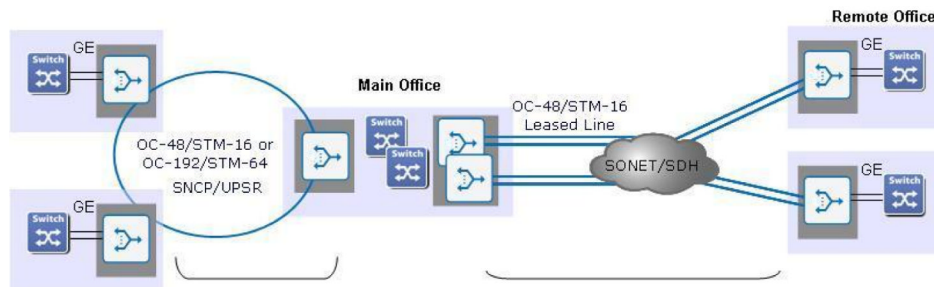 Remote Office
GE
Switch
Main Office
OC-48/STM-16
Leased Line
GE
Switch
OC-48/STM-16 or
OC-192/STM-64
SNCP/UPSR
Switch
Switch
SONET/SDH
GE
Switch
GE
Switch